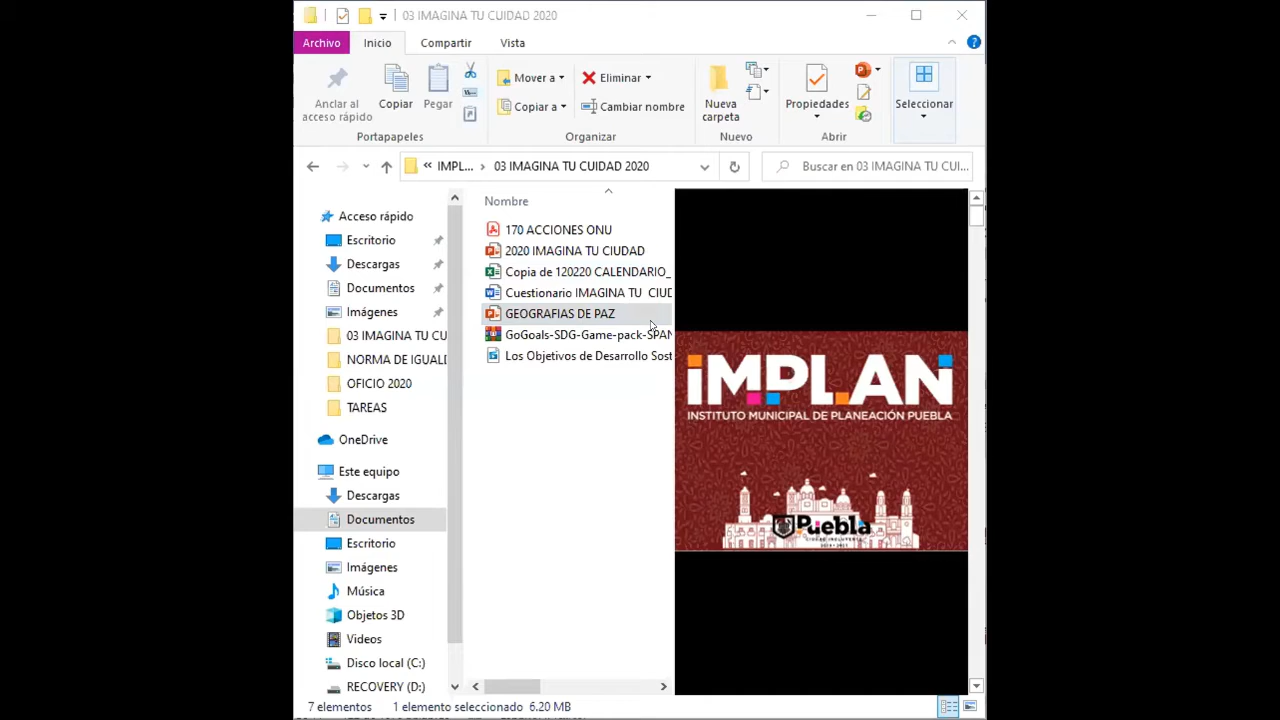 03 IMAGINA TU CUIDAD 2020
Archivo
Inicio
Compartir
Vista
Anclar al
acceso rápido
Copiar
Pegar
Portapapeles
Mover a
Copiar a
Eliminar
Cambiar nombre
Organizar
Nueva
carpeta
Nuevo
Propiedades
Abrir
Seleccionar
« IMPL... › 03 IMAGINA TU CUIDAD 2020
Buscar en 03 IMAGINA TU CUI...
Acceso rápido
Escritorio
Descargas
Documentos
Imágenes
03 IMAGINA TU CU
NORMA DE IGUAL
OFICIO 2020
TAREAS
OneDrive
Este equipo
Descargas
Documentos
Escritorio
Imágenes
Música
Objetos 3D
Videos
Disco local (C:)
RECOVERY (D:)
Nombre
170 ACCIONES ONU
2020 IMAGINA TU CIUDAD
Copia de 120220 CALENDARIO_
Cuestionario IMAGINA TU CIUD
GEOGRAFIAS DE PAZ
GoGoals-SDG-Game-pack-SPAN
Los Objetivos de Desarrollo Sost
iMPLAN
INSTITUTO MUNICIPAL DE PLANEACIÓN PUEBLA
Puebla
7 elementos
1 elemento seleccionado 6.20 MB